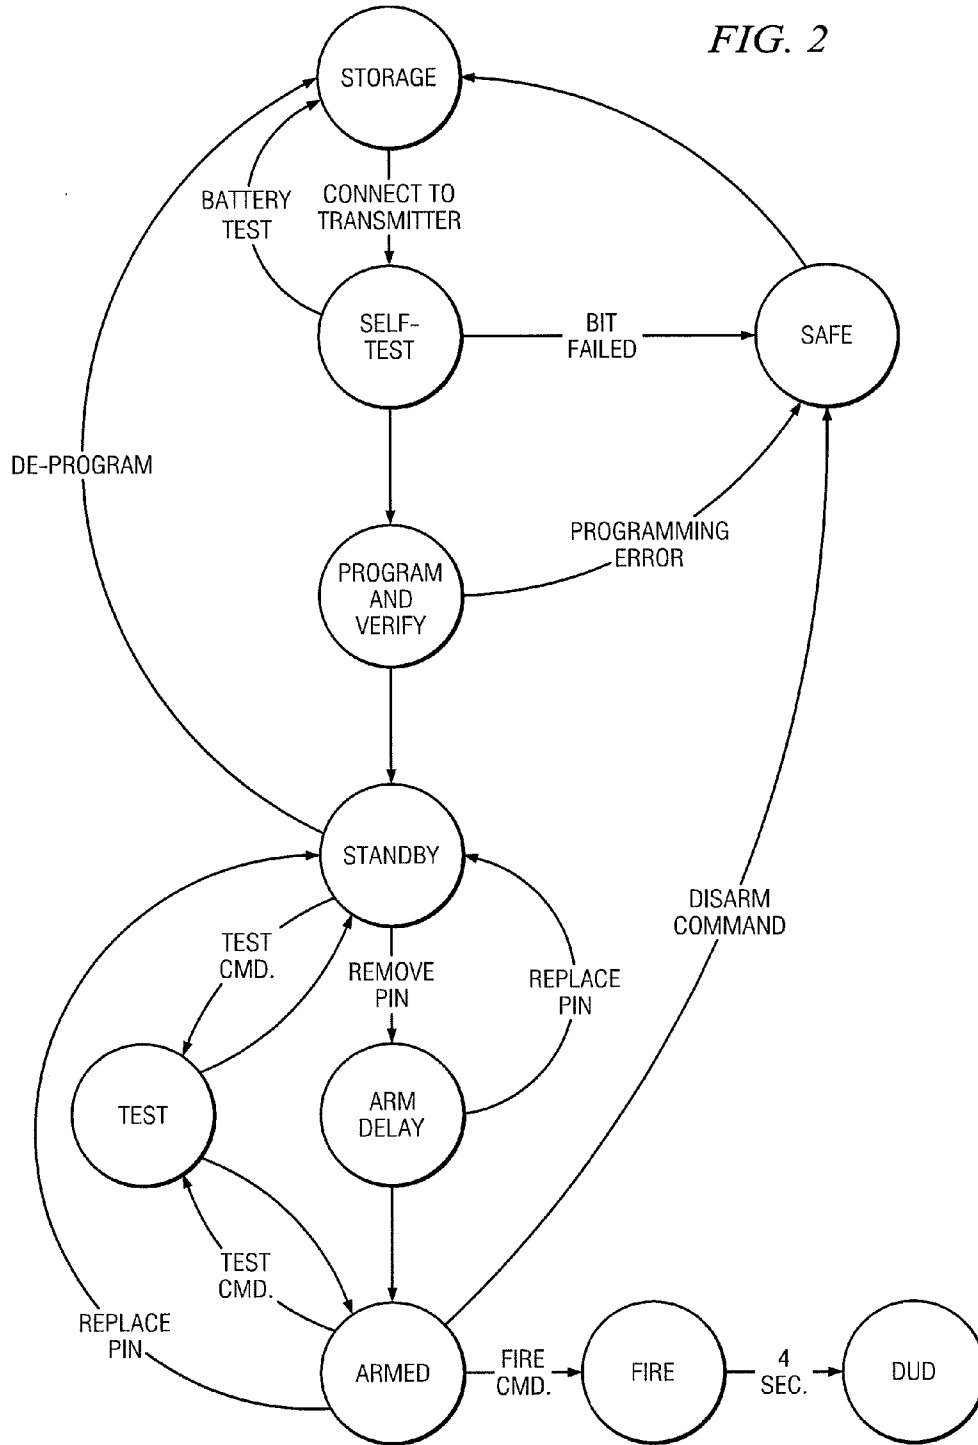 FIG. 2
STORAGE
BATTERY
TEST
CONNECT TO
TRANSMITTER
SELF-
TEST
BIT
FAILED
SAFE
DE-PROGRAM
PROGRAMMING
ERROR
PROGRAM
AND
VERIFY
STANDBY
DISARM
COMMAND
TEST
CMD.
REMOVE
PIN
REPLACE
PIN
TEST
ARM
DELAY
TEST
CMD.
REPLACE
PIN
ARMED
FIRE
CMD.
FIRE
4
SEC.
DUD